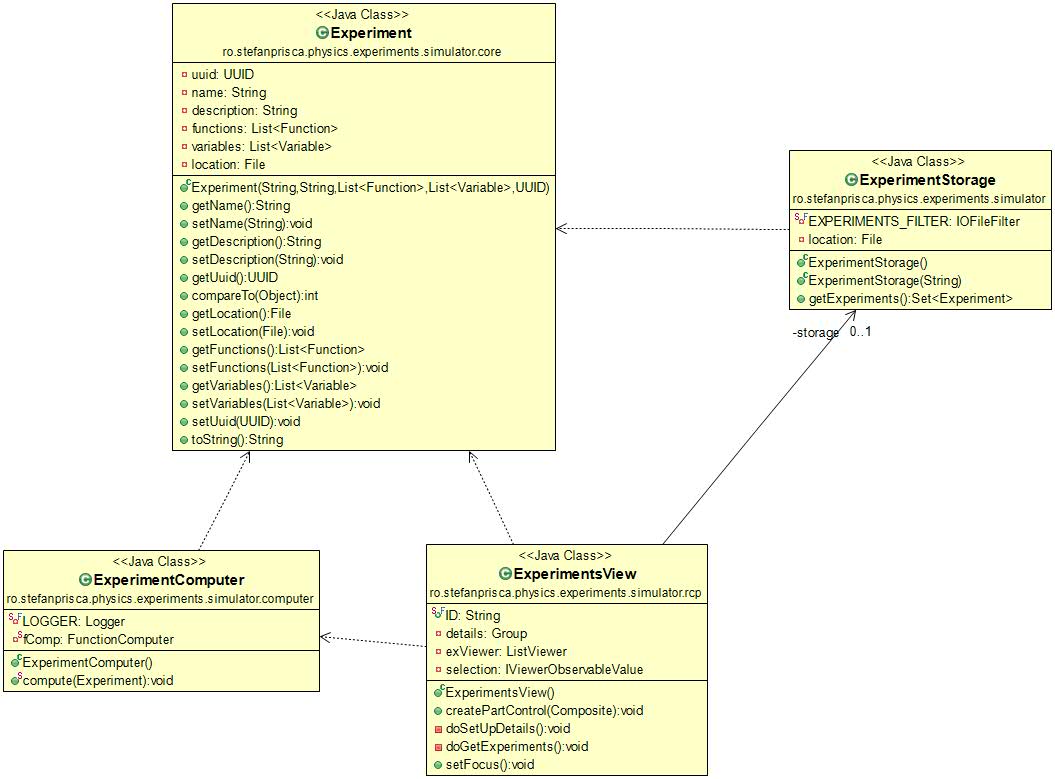 <<Java Class>>
Experiment
ro.stefanprisca.physics.experiments.simulator.core
uuid: UUID
name: String
description: String
functions: List<Function>
variables: List<Variable>
location: File
Experiment(String,String,List<Function>,List<Variable>,UUID)
getName():String
setName(String):void
getDescription():String
setDescription(String):void
getUuid():UUID
compareTo(Object):int
getLocation():File
setLocation(File):void
getFunctions():List<Function>
setFunctions(List<Function>):void
getVariables():List<Variable>
setVariables(List<Variable>):void
setUuid(UUID):void
toString():String
<<Java Class>>
ExperimentStorage
ro.stefanprisca.physics.experiments.simulator
EXPERIMENTS_FILTER: IOFileFilter
location: File
ExperimentStorage()
ExperimentStorage(String)
getExperiments():Set<Experiment>
-storage 0..1
<<Java Class>>
ExperimentComputer
ro.stefanprisca.physics.experiments.simulator.computer
LOGGER: Logger
fComp: FunctionComputer
ExperimentComputer()
compute(Experiment):void
<<Java Class>>
ExperimentsView
ro.stefanprisca.physics.experiments.simulator.rcp
ID: String
details: Group
exViewer: ListViewer
selection: IViewerObservableValue
ExperimentsView()
createPartControl(Composite):void
doSetUpDetails():void
doGetExperiments():void
setFocus():void